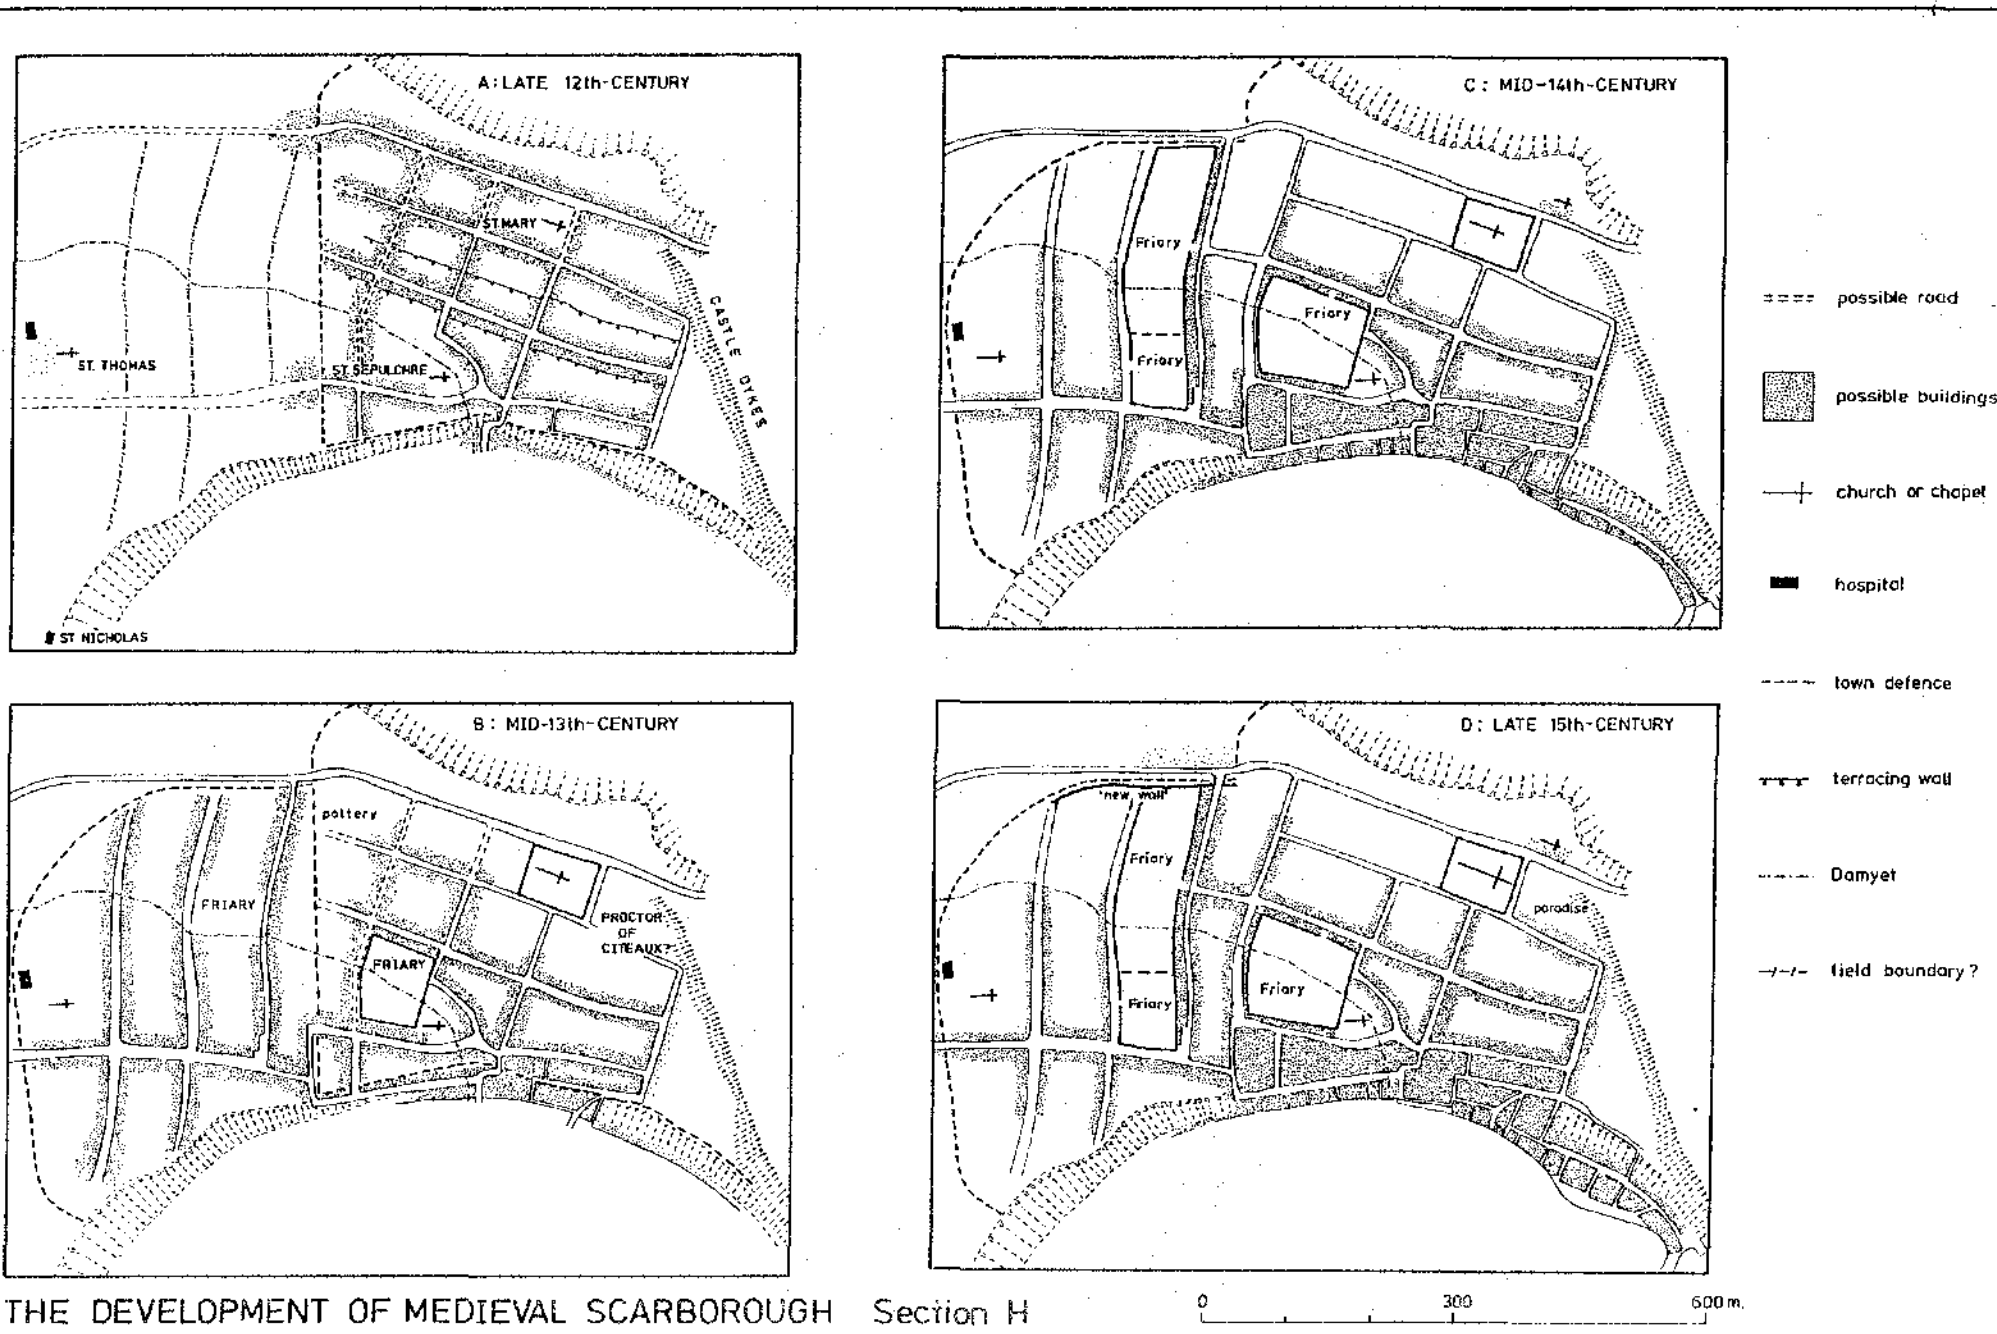 A: LATE 12th-CENTURY
ST. MARY
CASTLE DYKES
ST. THOMAS
ST. SEPULCHRE
ST NICHOLAS
C: MID-14th-CENTURY
Friary
Friary
Friary
B: MID-13th-CENTURY
pottery
FRIARY
PROCTOR
OF
CITEAUX?
FRIARY
D: LATE 15th-CENTURY
'new wall'
Friary
paradise
Friary
Friary
possible road
possible buildings
church or chapel
hospital
town defence
terracing wall
Damyet
field boundary?
THE DEVELOPMENT OF MEDIEVAL SCARBOROUGH Section H
0 300 600m.